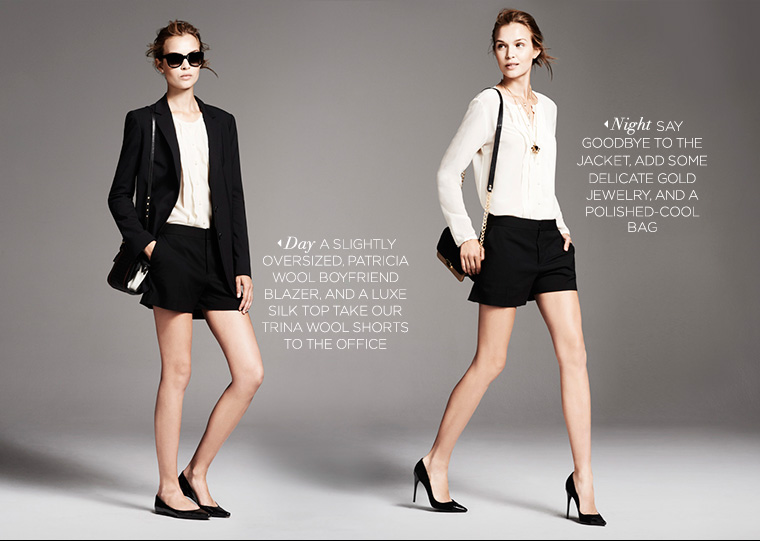 Day A SLIGHTLY
OVERSIZED, PATRICIA
WOOL BOYFRIEND
BLAZER, AND A LUXE
SILK TOP TAKE OUR
TRINA WOOL SHORTS
TO THE OFFICE
Night SAY
GOODBYE TO THE
JACKET, ADD SOME
DELICATE GOLD
JEWELRY, AND A
POLISHED-COOL
BAG